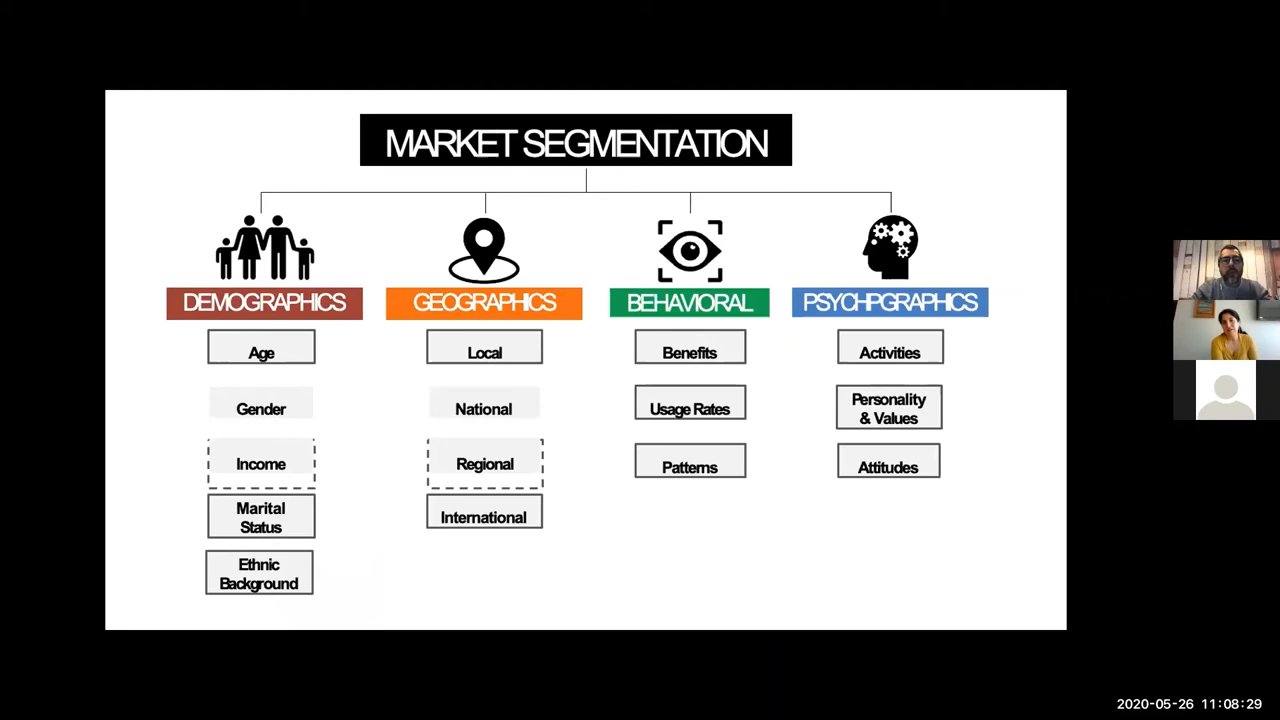 MARKET SEGMENTATION
DEMOGRAPHICS
GEOGRAPHICS
BEHAVIORAL
PSYCHPGRAPHICS
Age
Local
Benefits
Activities
Gender
National
Usage Rates
Personality
& Values
Income
Regional
Patterns
Attitudes
Marital
Status
International
Ethnic
Background
2020-05-26 11:08:29